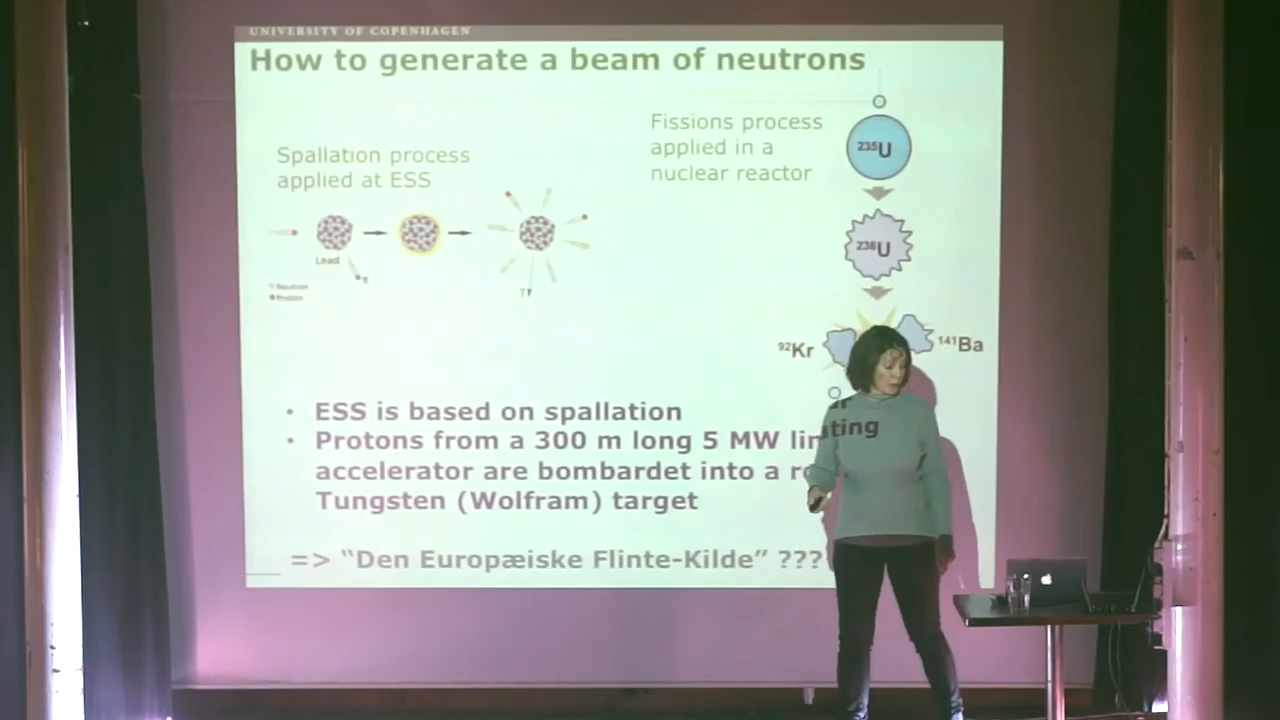 UNIVERSITY OF COPENHAGEN
How to generate a beam of neutrons
Spallation process
applied at ESS
Lead
Neutron
Proton
Fissions process
applied in a
nuclear reactor
235U
236U
92Kr
141Ba
• ESS is based on spallation
• Protons from a 300 m long 5 MW
accelerator are bombardet into a
Tungsten (Wolfram) target
=> “Den Europæiske Flinte-Kilde” ???